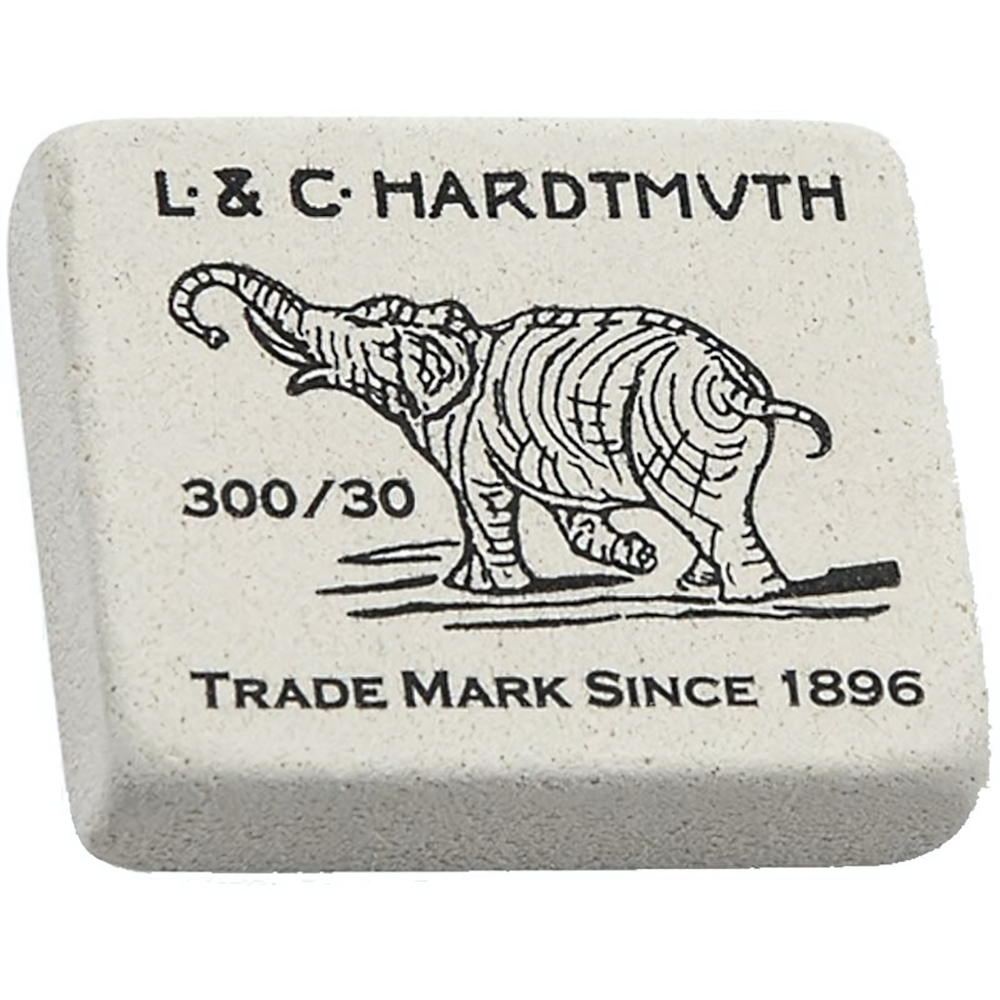 L· & C· HARDTMVTH
300/30
TRADE MARK SINCE 1896